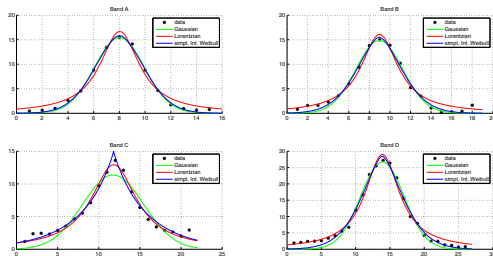 Band A
20
15
10
5
0
0 2 4 6 8 10 12 14 16
data
Gaussian
Lorentzian
simpl. Int. Weibull
Band B
20
15
10
5
0
0 2 4 6 8 10 12 14 16 18
data
Gaussian
Lorentzian
simpl. Int. Weibull
Band C
15
10
5
0
0 5 10 15 20 25
data
Gaussian
Lorentzian
simpl. Int. Weibull
Band D
30
25
20
15
10
5
0
0 5 10 15 20 25
data
Gaussian
Lorentzian
simpl. Int. Weibull